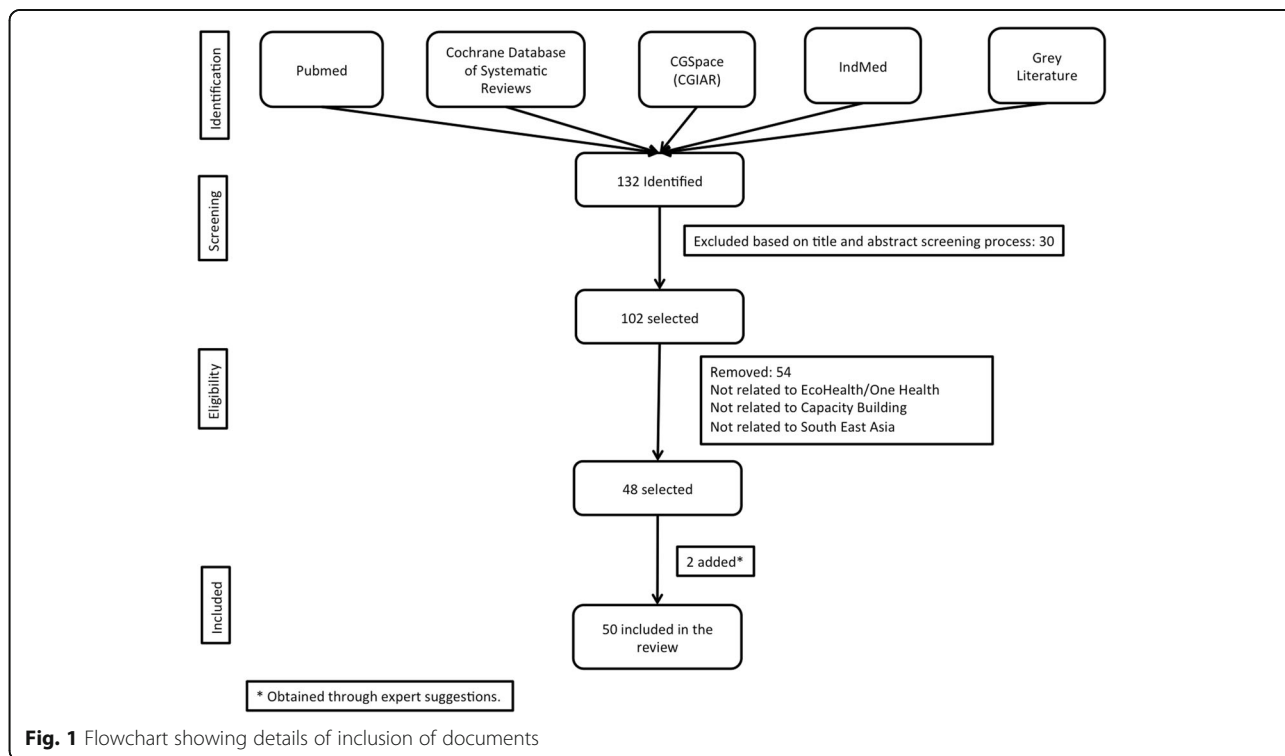 Identification
Pubmed
Cochrane Database
of Systematic
Reviews
CGSpace
(CGIAR)
IndMed
Grey
Literature
132 Identified
Screening
Excluded based on title and abstract screening process: 30
102 selected
Eligibility
Removed: 54
Not related to EcoHealth/One Health
Not related to Capacity Building
Not related to South East Asia
48 selected
2 added*
Included
50 included in the
review
* Obtained through expert suggestions.
Fig. 1 Flowchart showing details of inclusion of documents